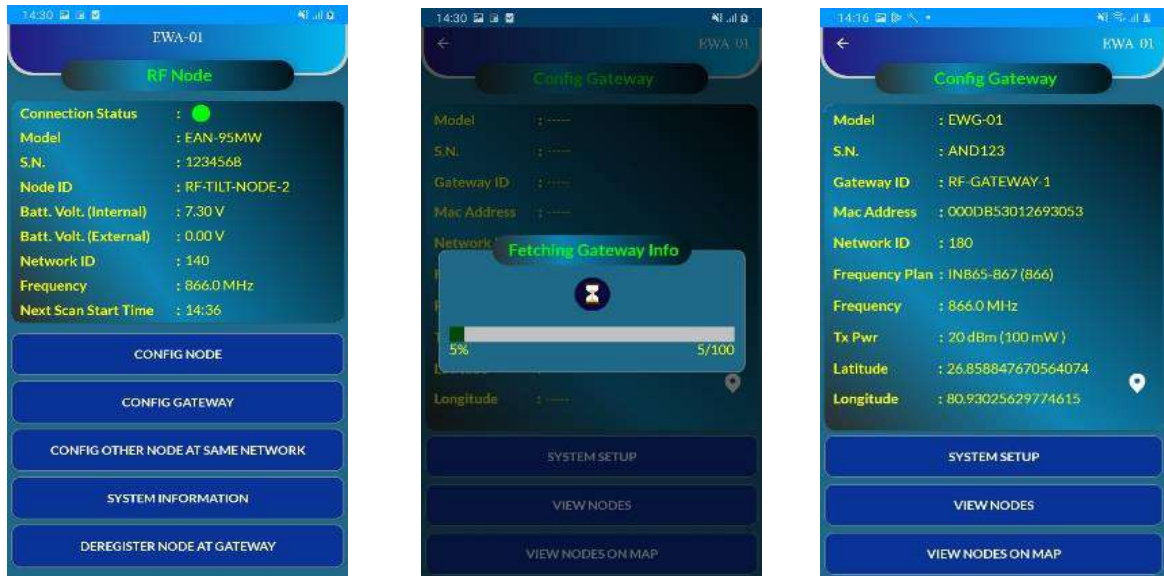 14:30
EWA-01
RF Node
Connection Status :
Model : EAN-95MW
S.N. : 1234568
Node ID : RF-TILT-NODE-2
Batt. Volt. (Internal) : 7.30 V
Batt. Volt. (External) : 0.00 V
Network ID : 140
Frequency : 866.0 MHz
Next Scan Start Time : 14:36
CONFIG NODE
CONFIG GATEWAY
CONFIG OTHER NODE AT SAME NETWORK
SYSTEM INFORMATION
DEREGISTER NODE AT GATEWAY
14:30
EWA-01
Config Gateway
Model : -----
S.N. : -----
Gateway ID : -----
Mac Address : -----
Network
Fetching Gateway Info
5% 5/100
Longitude : -----
SYSTEM SETUP
VIEW NODES
VIEW NODES ON MAP
14:16
EWA-01
Config Gateway
Model : EWG-01
S.N. : AND123
Gateway ID : RF-GATEWAY-1
Mac Address : 000DB53012693053
Network ID : 180
Frequency Plan : IN865-867 (866)
Frequency : 866.0 MHz
Tx Pwr : 20 dBm (100 mW )
Latitude : 26.858847670564074
Longitude : 80.93025629774615
SYSTEM SETUP
VIEW NODES
VIEW NODES ON MAP